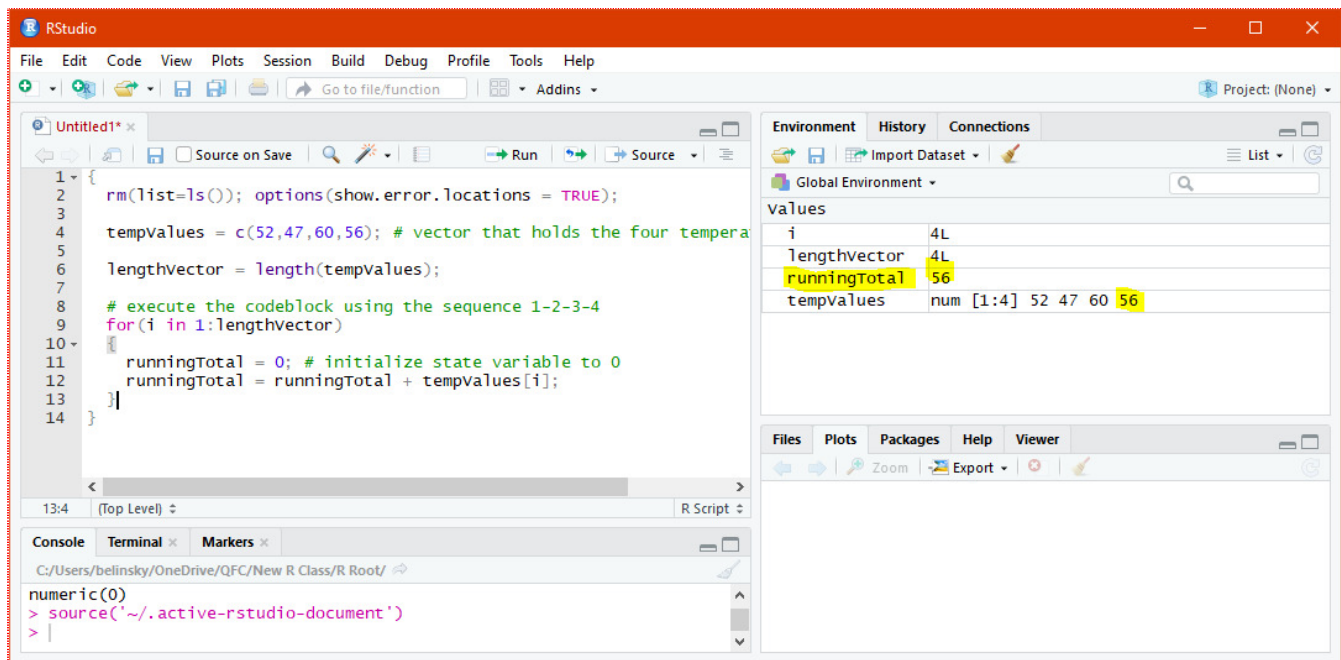 RStudio
File Edit Code View Plots Session Build Debug Profile Tools Help
Go to file/function Addins Project: (None)
Untitled1*
Source on Save Run Source
1 {
2 rm(list=ls()); options(show.error.locations = TRUE);
3
4 tempValues = c(52,47,60,56); # vector that holds the four tempera
5
6 lengthVector = length(tempValues);
7
8 # execute the codeblock using the sequence 1-2-3-4
9 for(i in 1:lengthVector)
10 {
11 runningTotal = 0; # initialize state variable to 0
12 runningTotal = runningTotal + tempValues[i];
13 }
14 }
13:4 (Top Level) R Script
Console Terminal Markers
C:/Users/belinsky/OneDrive/QFC/New R Class/R Root/
numeric(0)
> source('~/.active-rstudio-document')
>
Environment History Connections
Import Dataset List
Global Environment
Values
i 4L
lengthVector 4L
runningTotal 56
tempValues num [1:4] 52 47 60 56
Files Plots Packages Help Viewer
Zoom Export